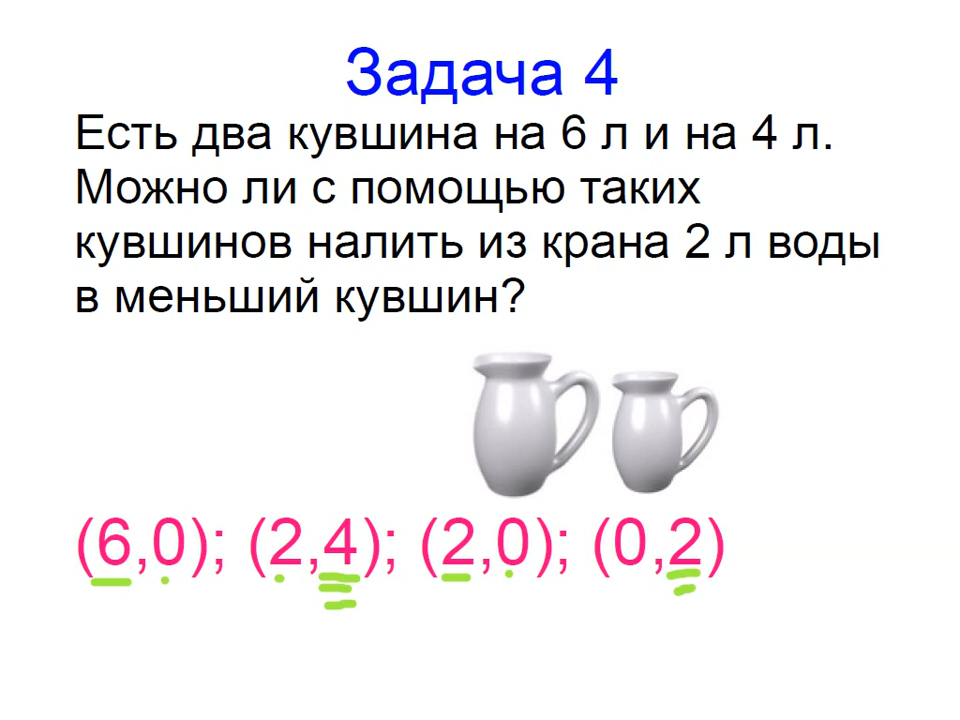 Задача 4
Есть два кувшина на 6 л и на 4 л.
Можно ли с помощью таких
кувшинов налить из крана 2 л воды
в меньший кувшин?
(6,0); (2,4); (2,0); (0,2)